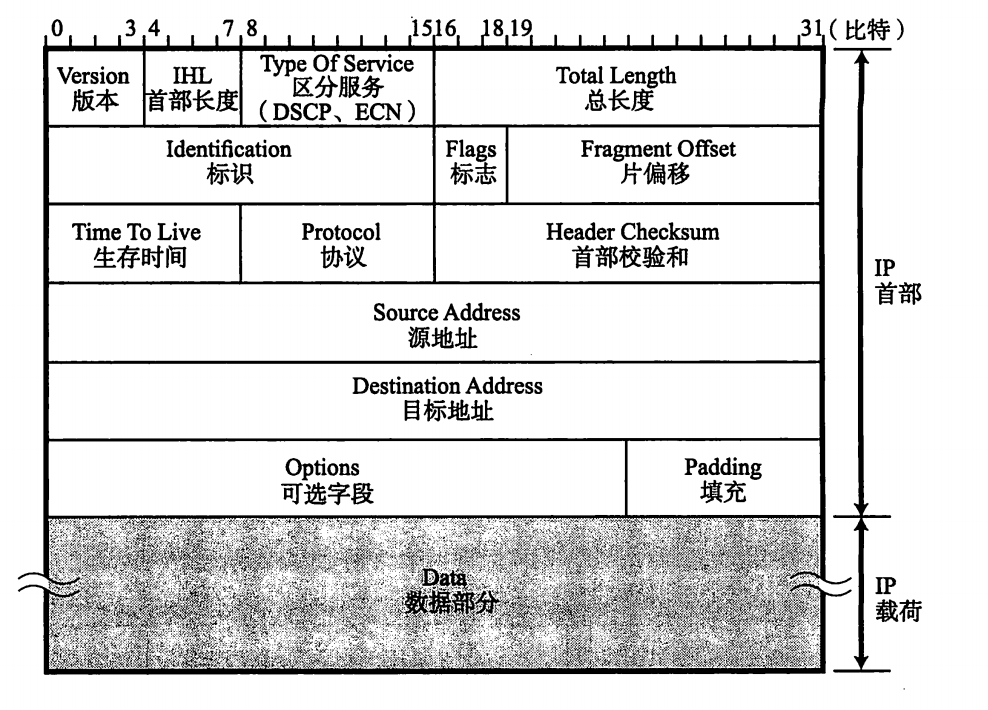 0 3 4 7 8 15 16 18 19 31 (比特)
Version
版本
IHL
首部长度
Type Of Service
区分服务
(DSCP、ECN)
Total Length
总长度
Identification
标识
Flags
标志
Fragment Offset
片偏移
Time To Live
生存时间
Protocol
协议
Header Checksum
首部校验和
Source Address
源地址
Destination Address
目标地址
Options
可选字段
Padding
填充
IP
首部
Data
数据部分
IP
载荷